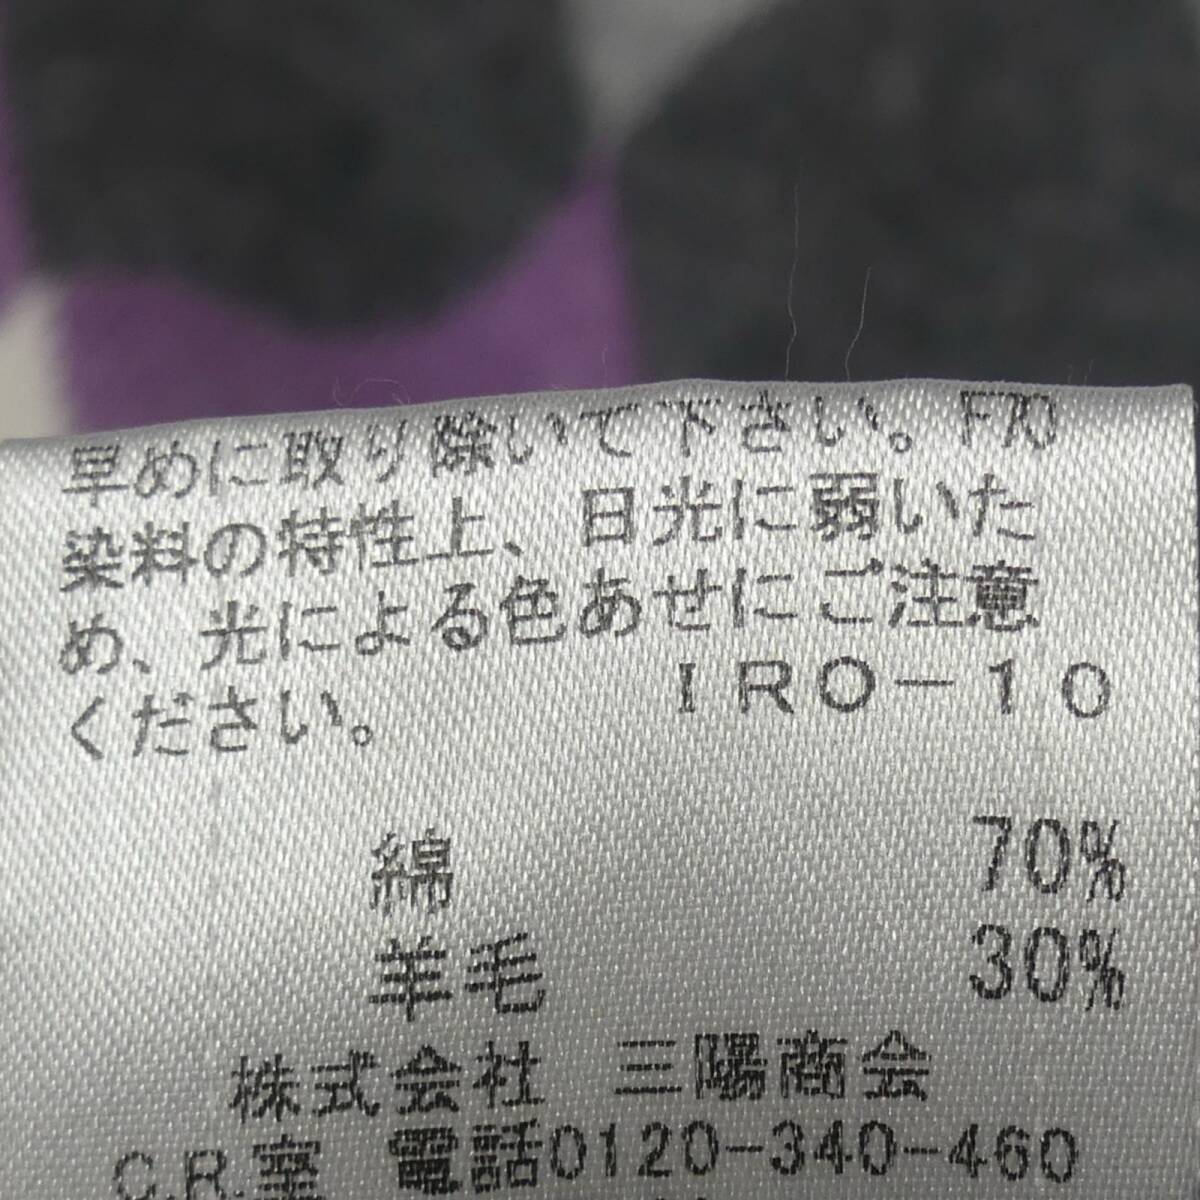 早めに取り除いて下さい。F70
染料の特性上、日光に弱いた
め、光による色あせにご注意
ください。 IRO-10
綿 70%
羊毛 30%
株式会社 三陽商会
C.R.室 電話0120-340-460